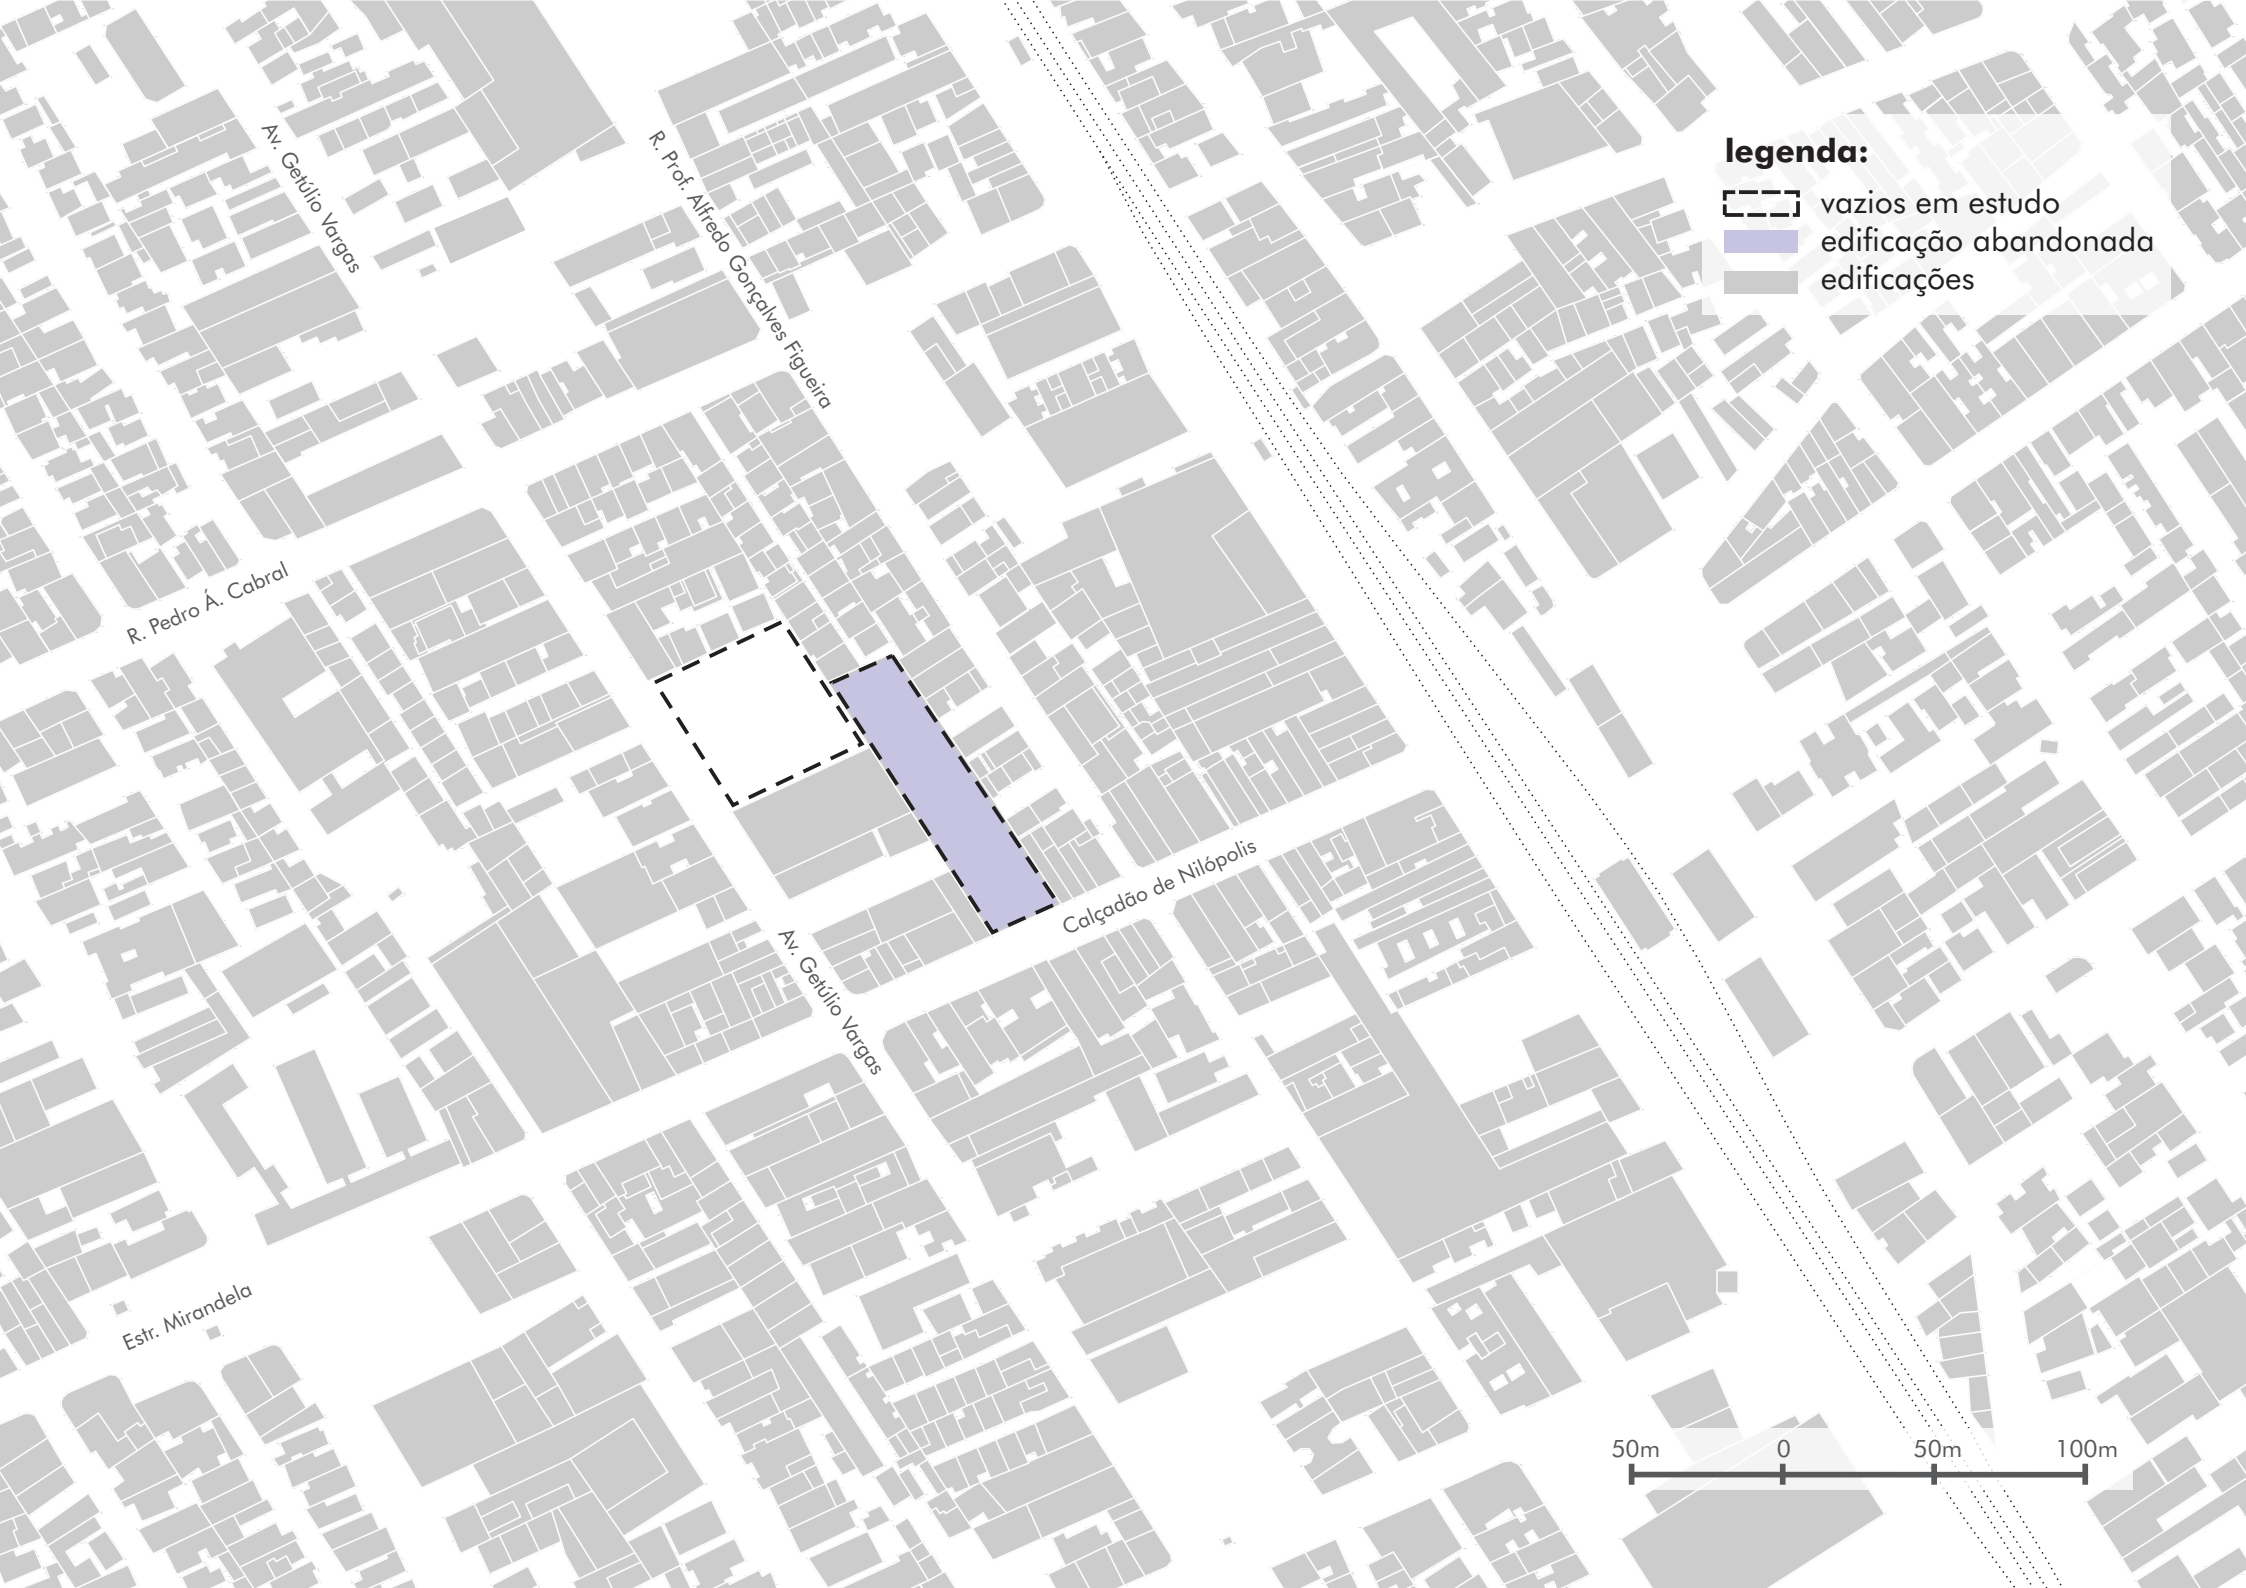 Av. Getúlio Vargas
R. Prof. Alfredo Gonçalves Figueira
legenda:
vazios em estudo
edificação abandonada
edificações
R. Pedro Á. Cabral
Calçadão de Nilópolis
Av. Getúlio Vargas
Estr. Mirandela
50m 0 50m 100m